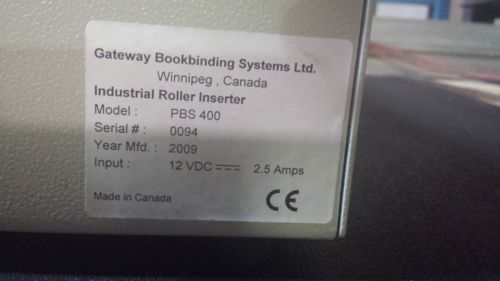 Gateway Bookbinding Systems Ltd.
Winnipeg , Canada
Industrial Roller Inserter
Model : PBS 400
Serial # : 0094
Year Mfd. : 2009
Input : 12 VDC ⎓ 2.5 Amps
Made in Canada CE